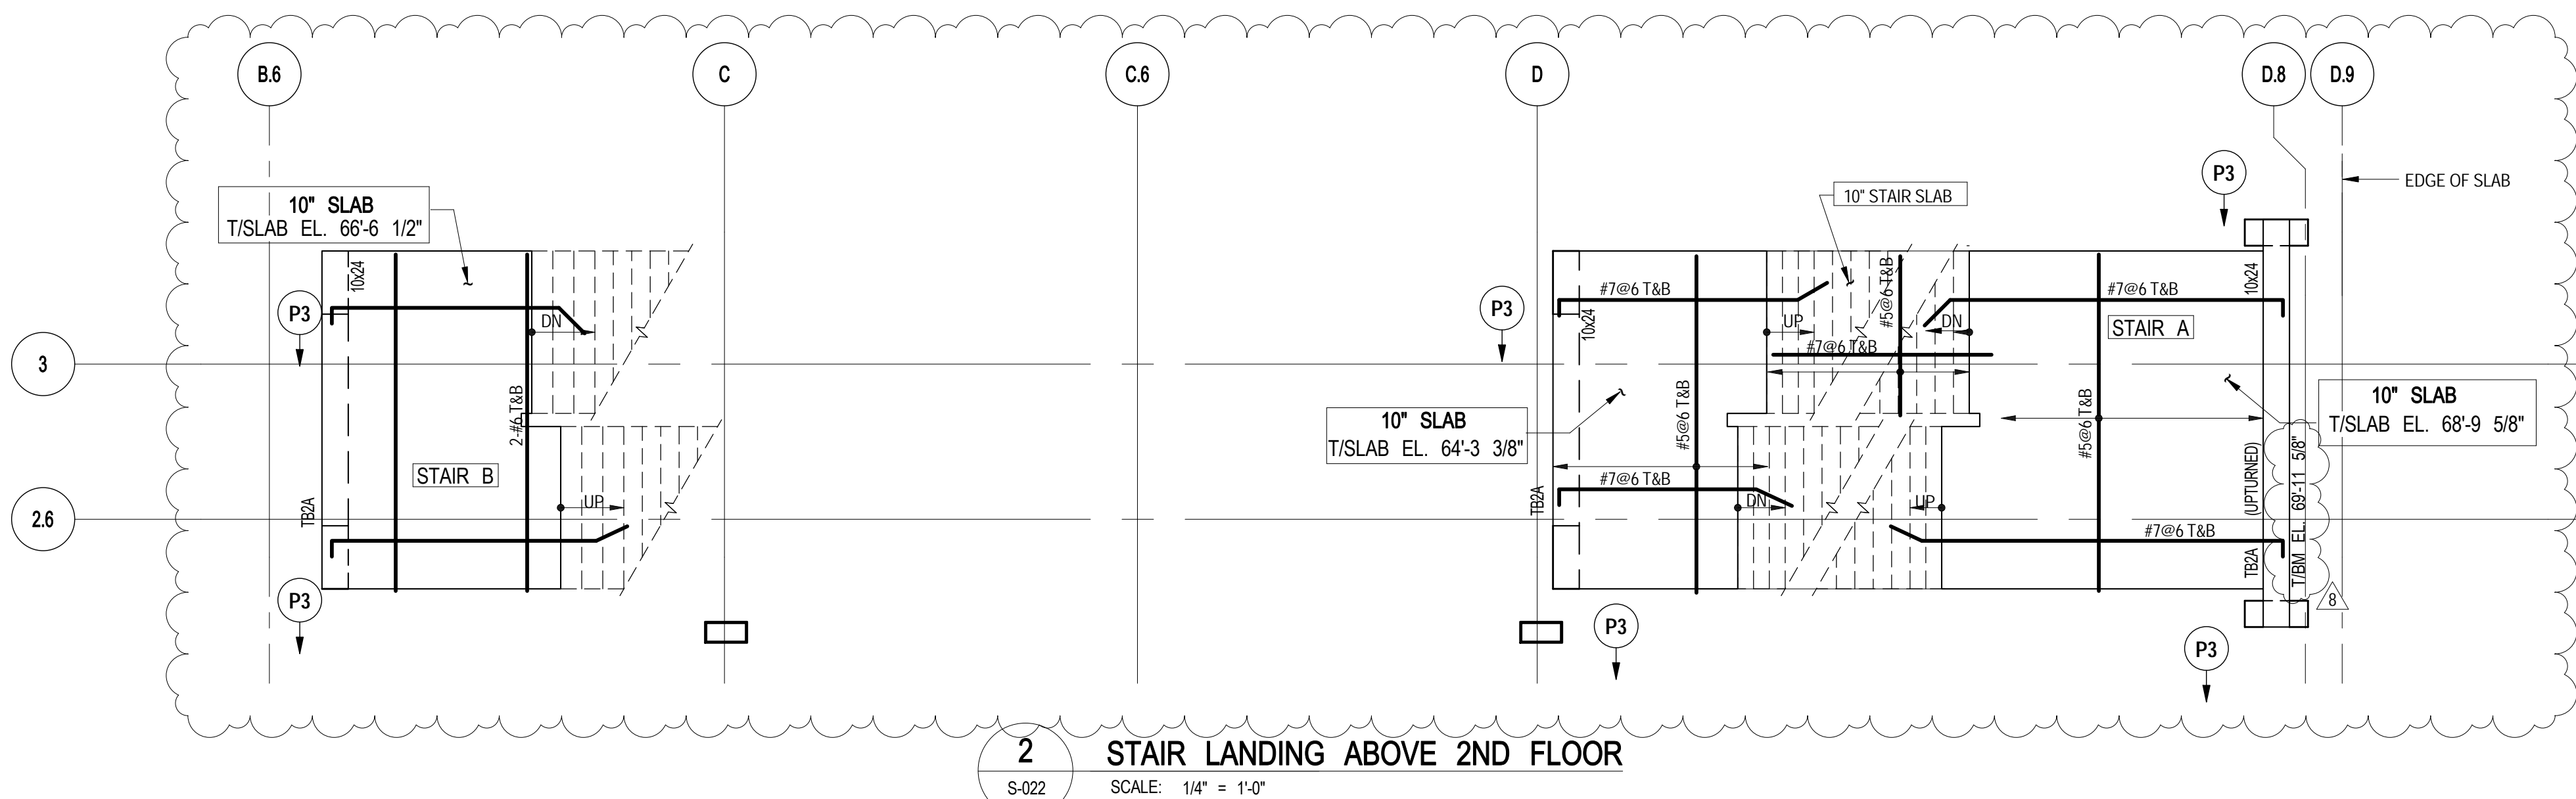 B.6
C
C.6
D
D.8
D.9
P3
EDGE OF SLAB
10" STAIR SLAB
10" SLAB
T/SLAB EL. 66'-6 1/2"
10x24
10x24
#7@6 T&B
#5@6 T&B
#7@6 T&B
10x24
P3
P3
DN
UP
DN
STAIR A
#7@6 T&B
3
2-#6 T&B
#5@6 T&B
#5@6 T&B
10" SLAB
T/SLAB EL. 64'-3 3/8"
10" SLAB
T/SLAB EL. 68'-9 5/8"
STAIR B
#7@6 T&B
(UPTURNED)
T/BM EL. 69'-11 5/8"
2.6
TB2A
UP
TB2A
DN
UP
#7@6 T&B
TB2A
8
P3
P3
P3
2
S-022
STAIR LANDING ABOVE 2ND FLOOR
SCALE: 1/4" = 1'-0"